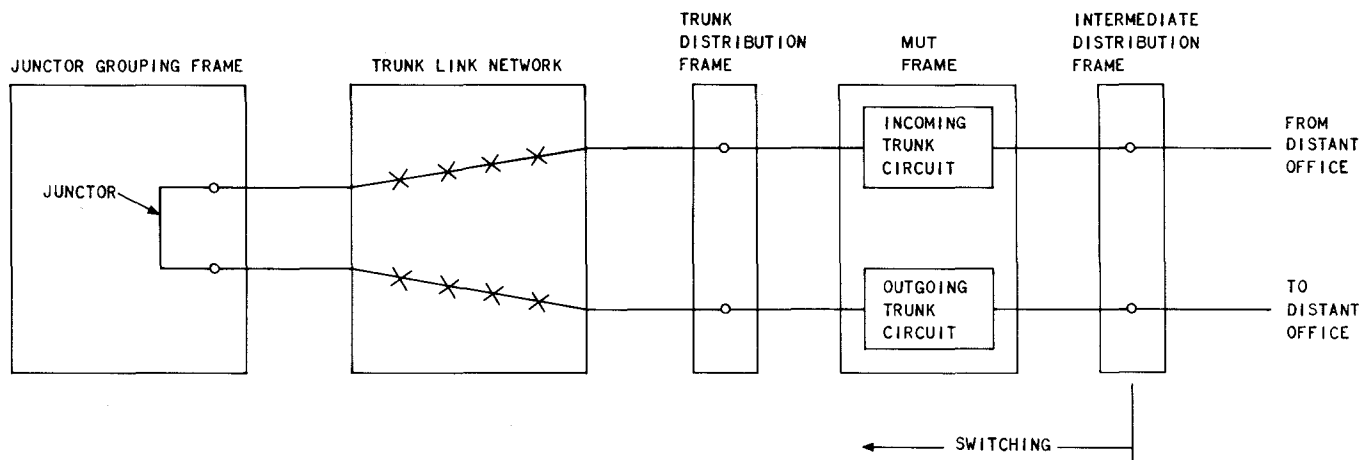 JUNCTOR GROUPING FRAME
TRUNK LINK NETWORK
TRUNK
DISTRIBUTION
FRAME
MUT
FRAME
INTERMEDIATE
DISTRIBUTION
FRAME
JUNCTOR
INCOMING
TRUNK
CIRCUIT
FROM
DISTANT
OFFICE
OUTGOING
TRUNK
CIRCUIT
TO
DISTANT
OFFICE
SWITCHING